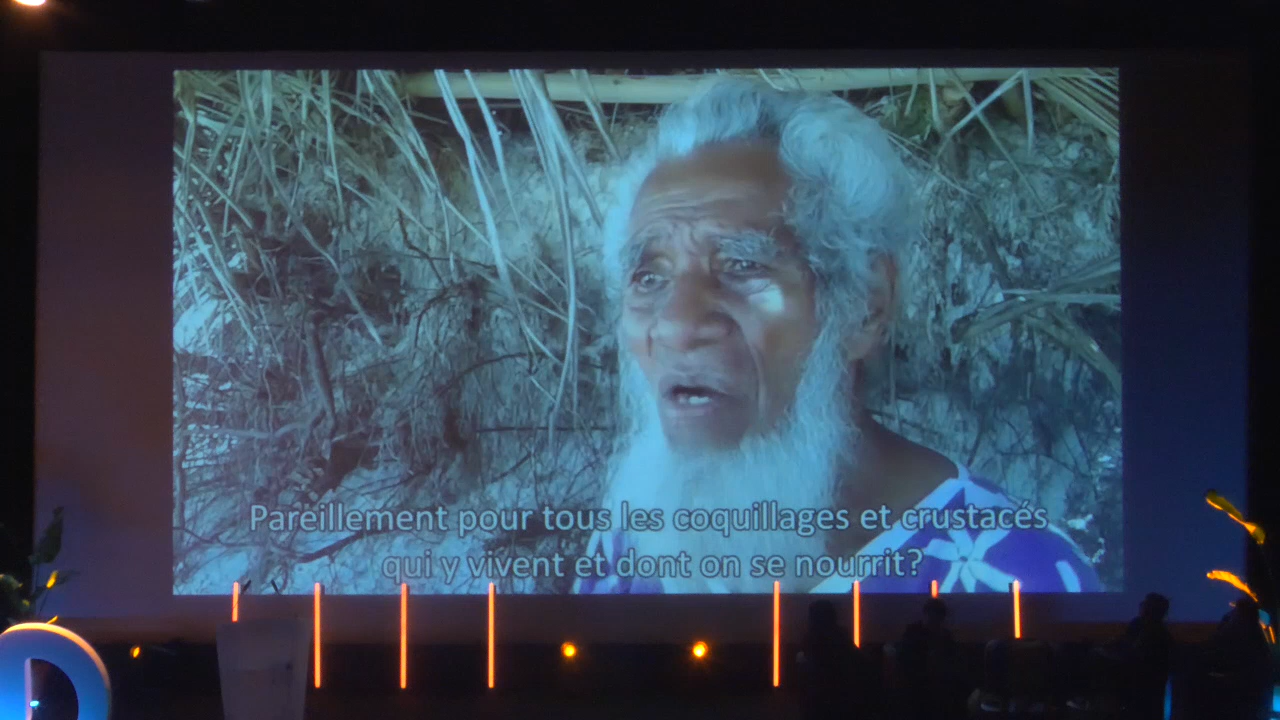 Pareillement pour tous les coquillages et crustacés
qui y vivent et dont on se nourrit?